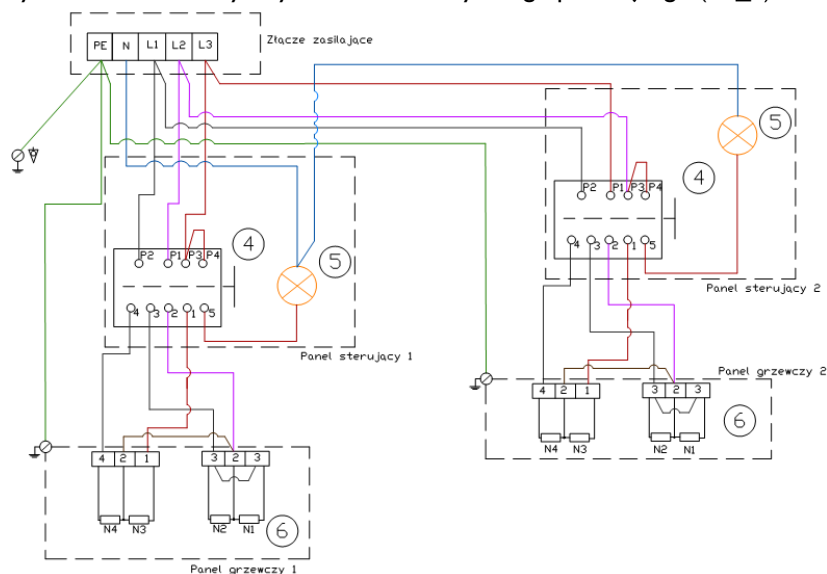 PE N L1 L2 L3
Złącze zasilające
P2 P1 P3 P4
4
5
4 3 2 1 5
Panel sterujący 2
P2 P1 P3 P4
4
5
4 3 2 1 5
Panel sterujący 1
Panel grzewczy 2
4 2 1 3 2 3
N4 N3 N2 N1
6
4 2 1 3 2 3
N4 N3 N2 N1
6
Panel grzewczy 1